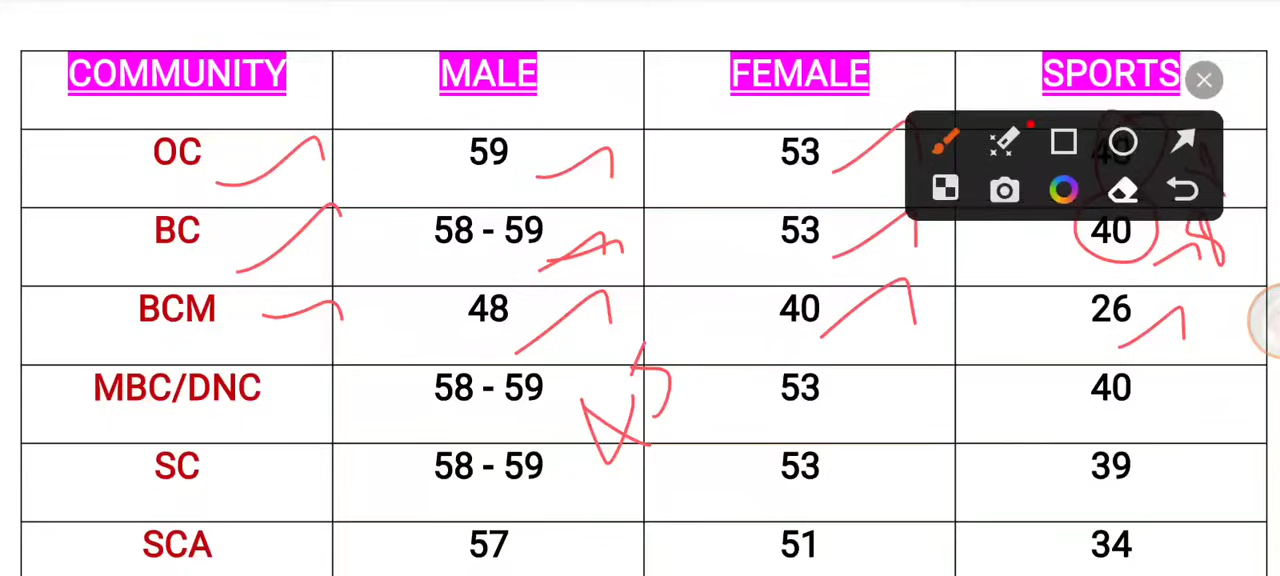 COMMUNITY MALE FEMALE SPORTS
OC 59 53 40
BC 58 - 59 53 40
BCM 48 40 26
MBC/DNC 58 - 59 53 40
SC 58 - 59 53 39
SCA 57 51 34